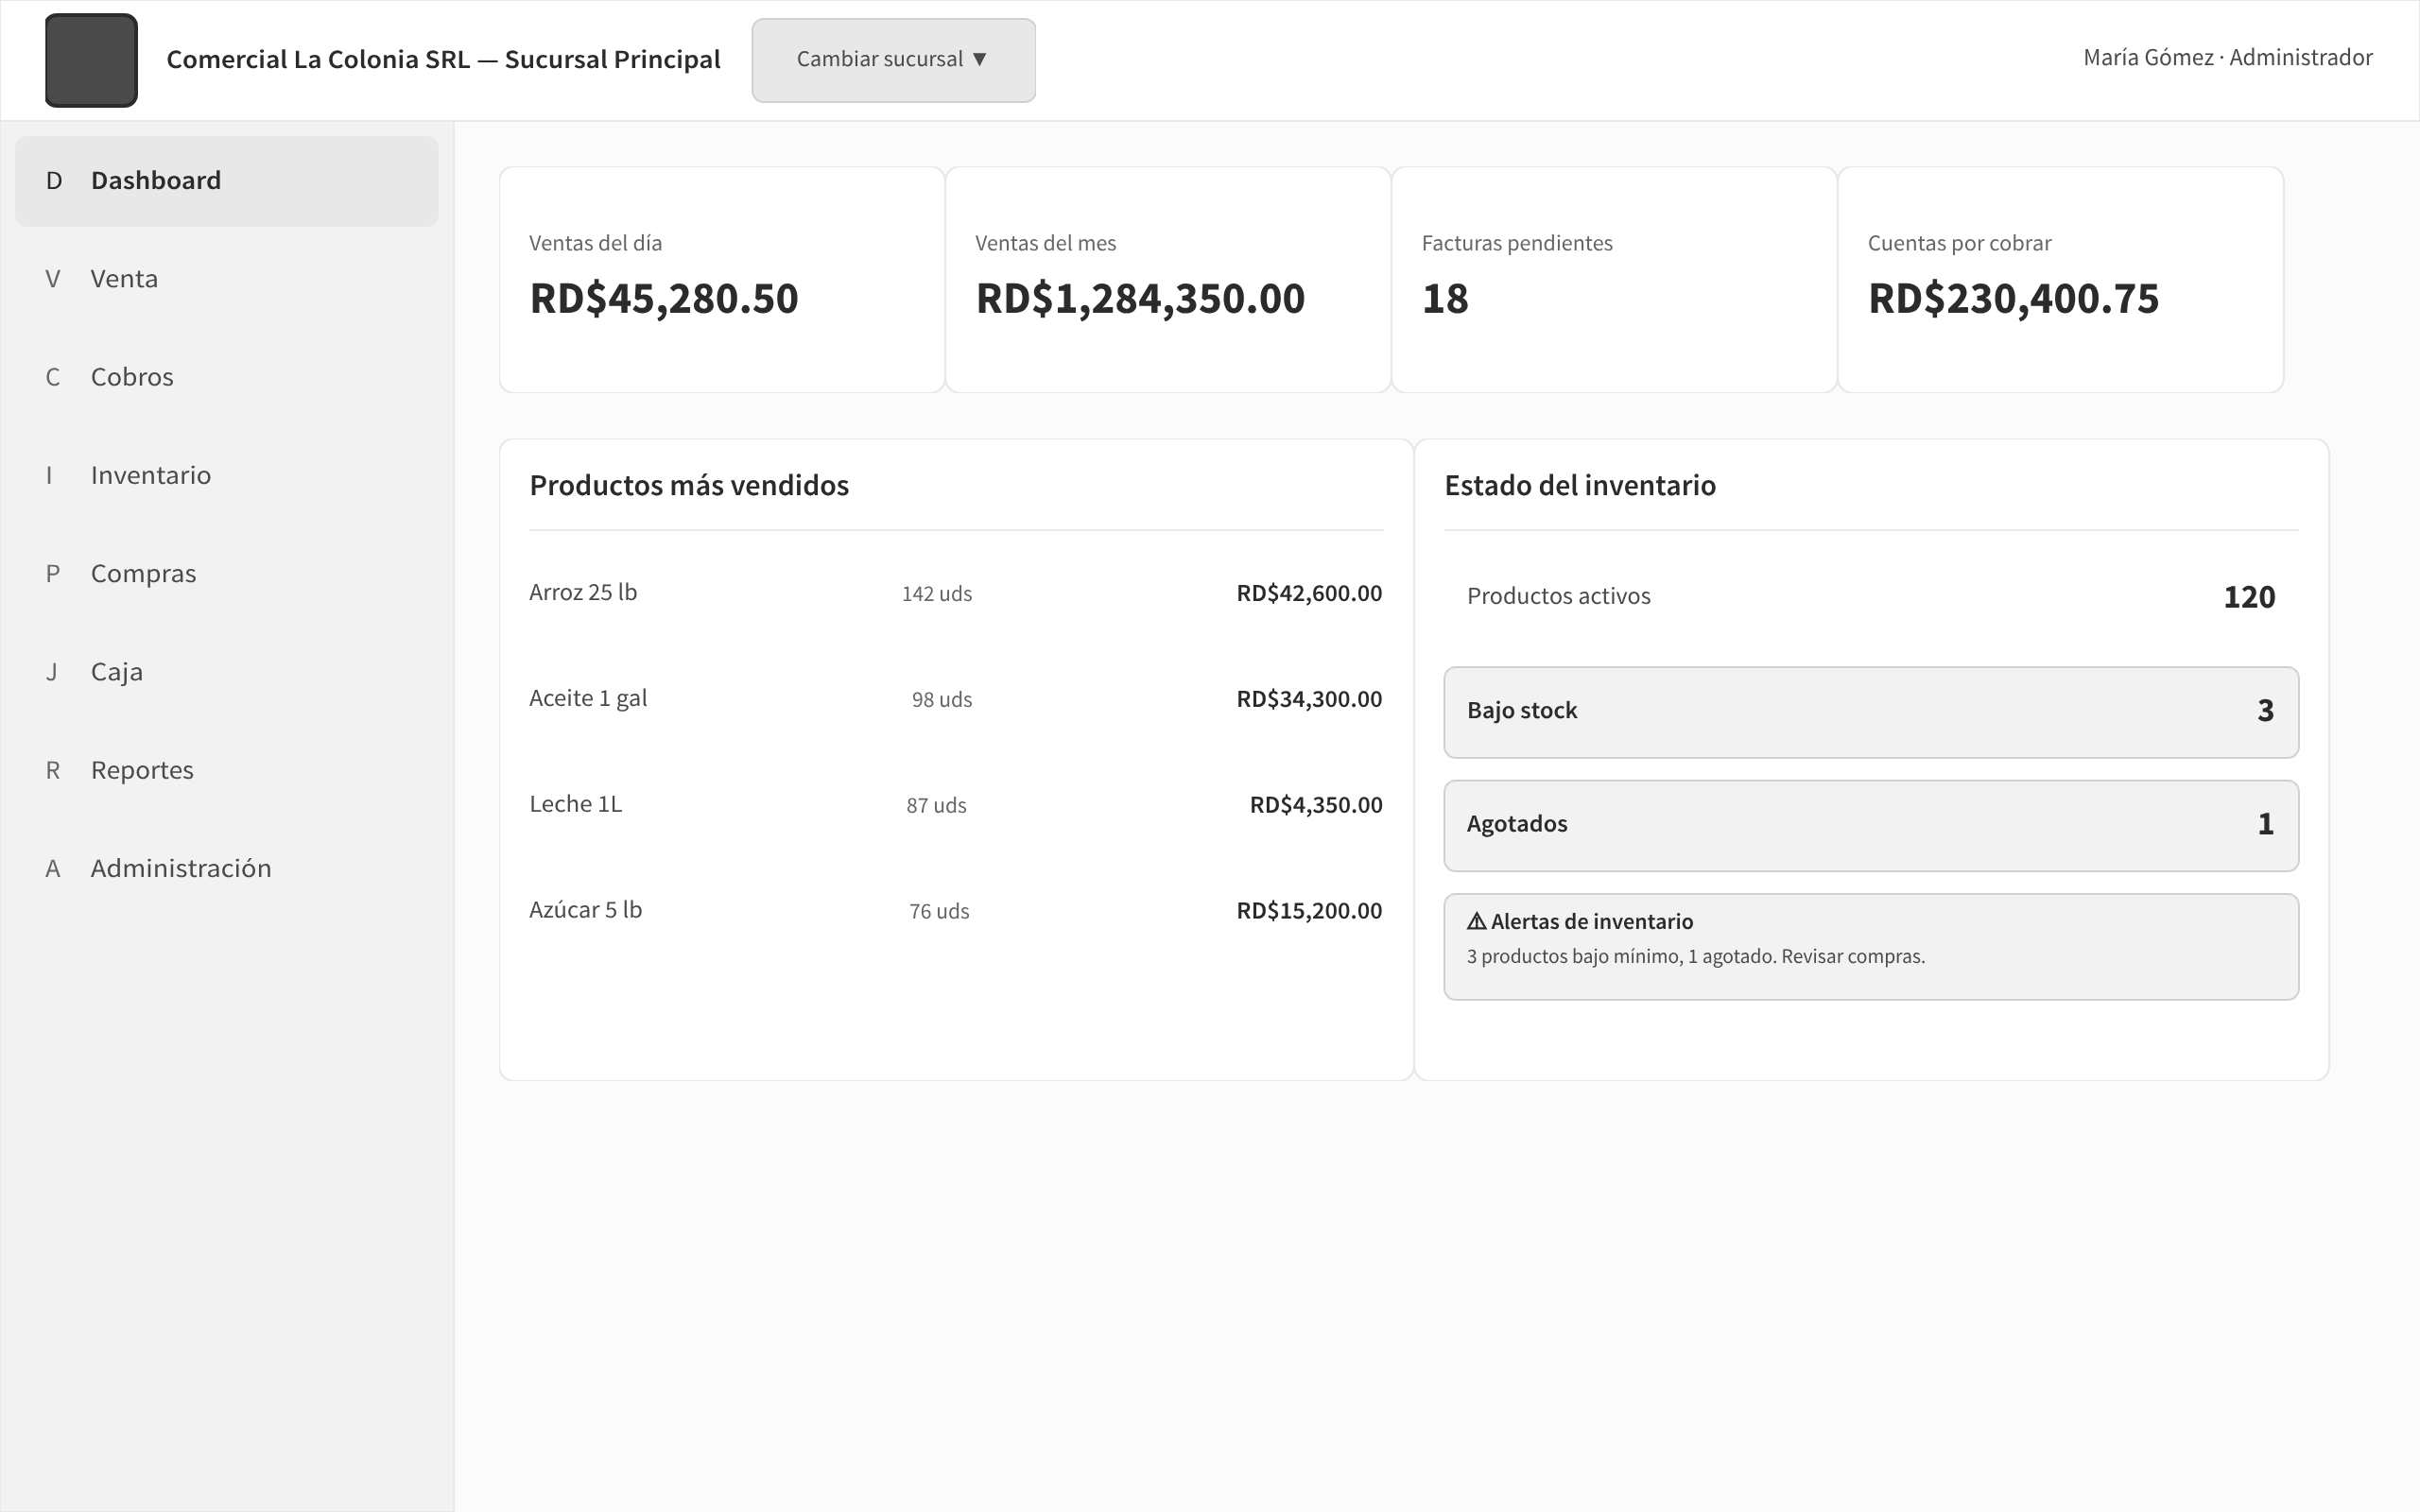 Comercial La Colonia SRL — Sucursal Principal
Cambiar sucursal ▼
María Gómez · Administrador
D Dashboard
V Venta
C Cobros
I Inventario
P Compras
J Caja
R Reportes
A Administración
Ventas del día
RD$45,280.50
Ventas del mes
RD$1,284,350.00
Facturas pendientes
18
Cuentas por cobrar
RD$230,400.75
Productos más vendidos
Arroz 25 lb 142 uds RD$42,600.00
Aceite 1 gal 98 uds RD$34,300.00
Leche 1L 87 uds RD$4,350.00
Azúcar 5 lb 76 uds RD$15,200.00
Estado del inventario
Productos activos 120
Bajo stock 3
Agotados 1
⚠ Alertas de inventario
3 productos bajo mínimo, 1 agotado. Revisar compras.